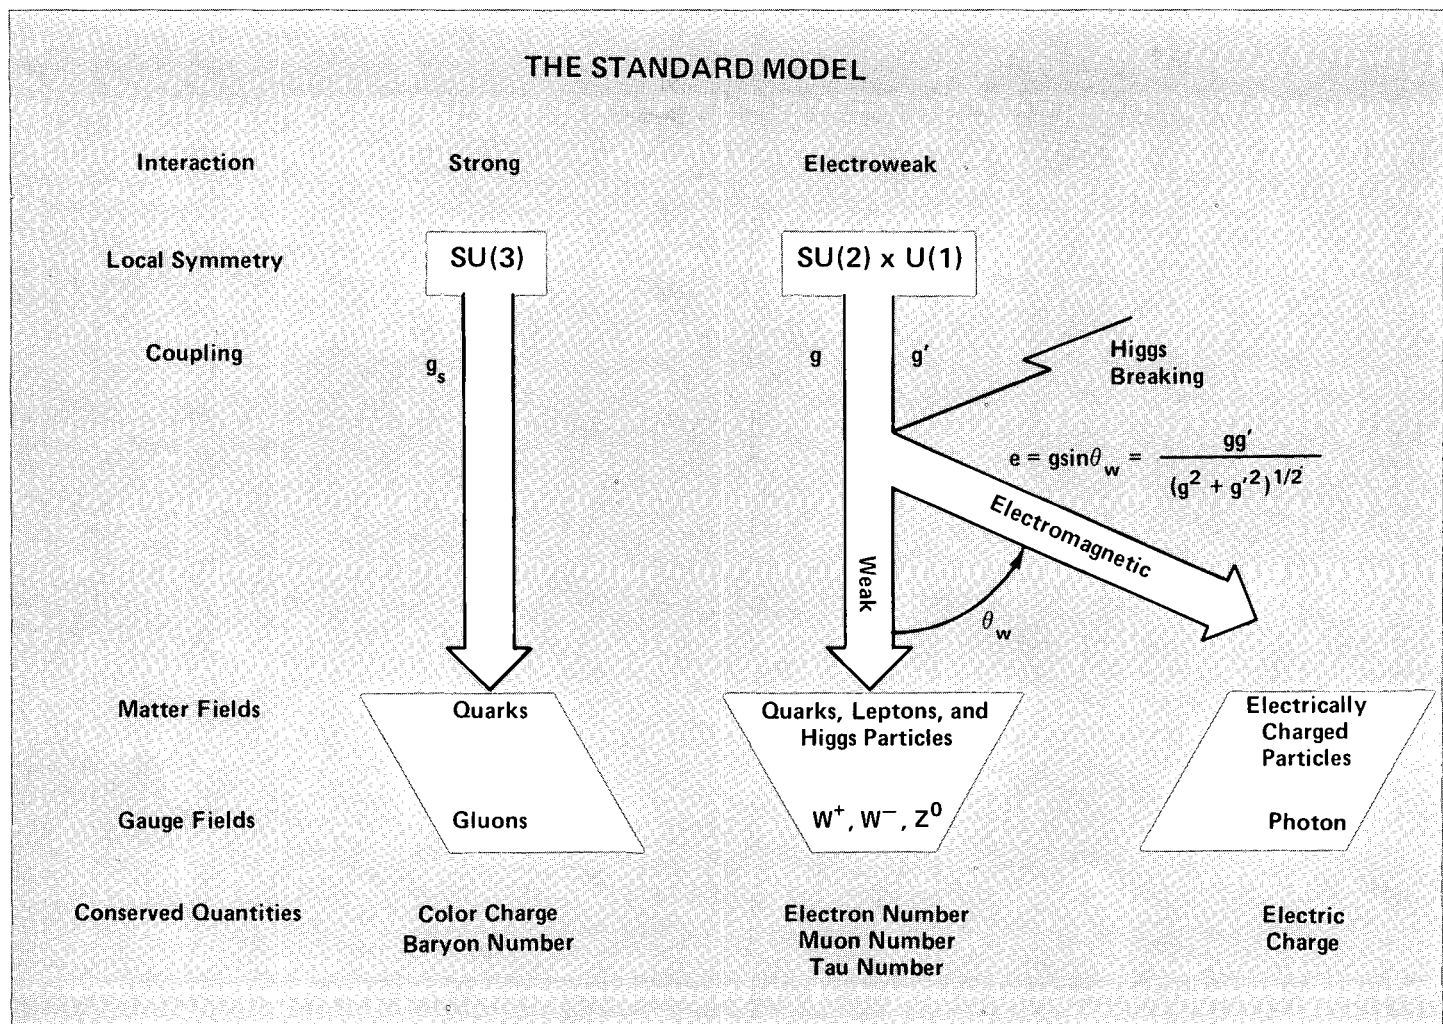 THE STANDARD MODEL
Interaction Strong Electroweak
Local Symmetry SU(3) SU(2) x U(1)
Coupling g_s g g′ Higgs
Breaking
e = gsinθ_w = gg′ / (g² + g′²)^1/2
Electromagnetic
Weak
θ_w
Matter Fields Quarks Quarks, Leptons, and Electrically
Higgs Particles Charged
Particles
Gauge Fields Gluons W⁺, W⁻, Z⁰ Photon
Conserved Quantities Color Charge Electron Number Electric
Baryon Number Muon Number Charge
Tau Number